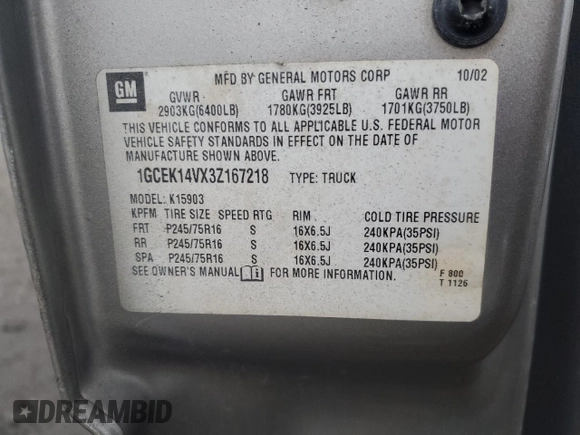 GM
MFD BY GENERAL MOTORS CORP 10/02
GVWR GAWR FRT GAWR RR
2903KG(6400LB) 1780KG(3925LB) 1701KG(3750LB)
THIS VEHICLE CONFORMS TO ALL APPLICABLE U.S. FEDERAL MOTOR
VEHICLE SAFETY STANDARDS IN EFFECT ON THE DATE OF
MANUFACTURE SHOWN ABOVE.
1GCEK14VX3Z167218 TYPE: TRUCK
MODEL: K15903
KPFM TIRE SIZE SPEED RTG RIM COLD TIRE PRESSURE
FRT P245/75R16 S 16X6.5J 240KPA(35PSI)
RR P245/75R16 S 16X6.5J 240KPA(35PSI)
SPA P245/75R16 S 16X6.5J 240KPA(35PSI)
SEE OWNER'S MANUAL FOR MORE INFORMATION.
F 800
T 1126
DREAMBID